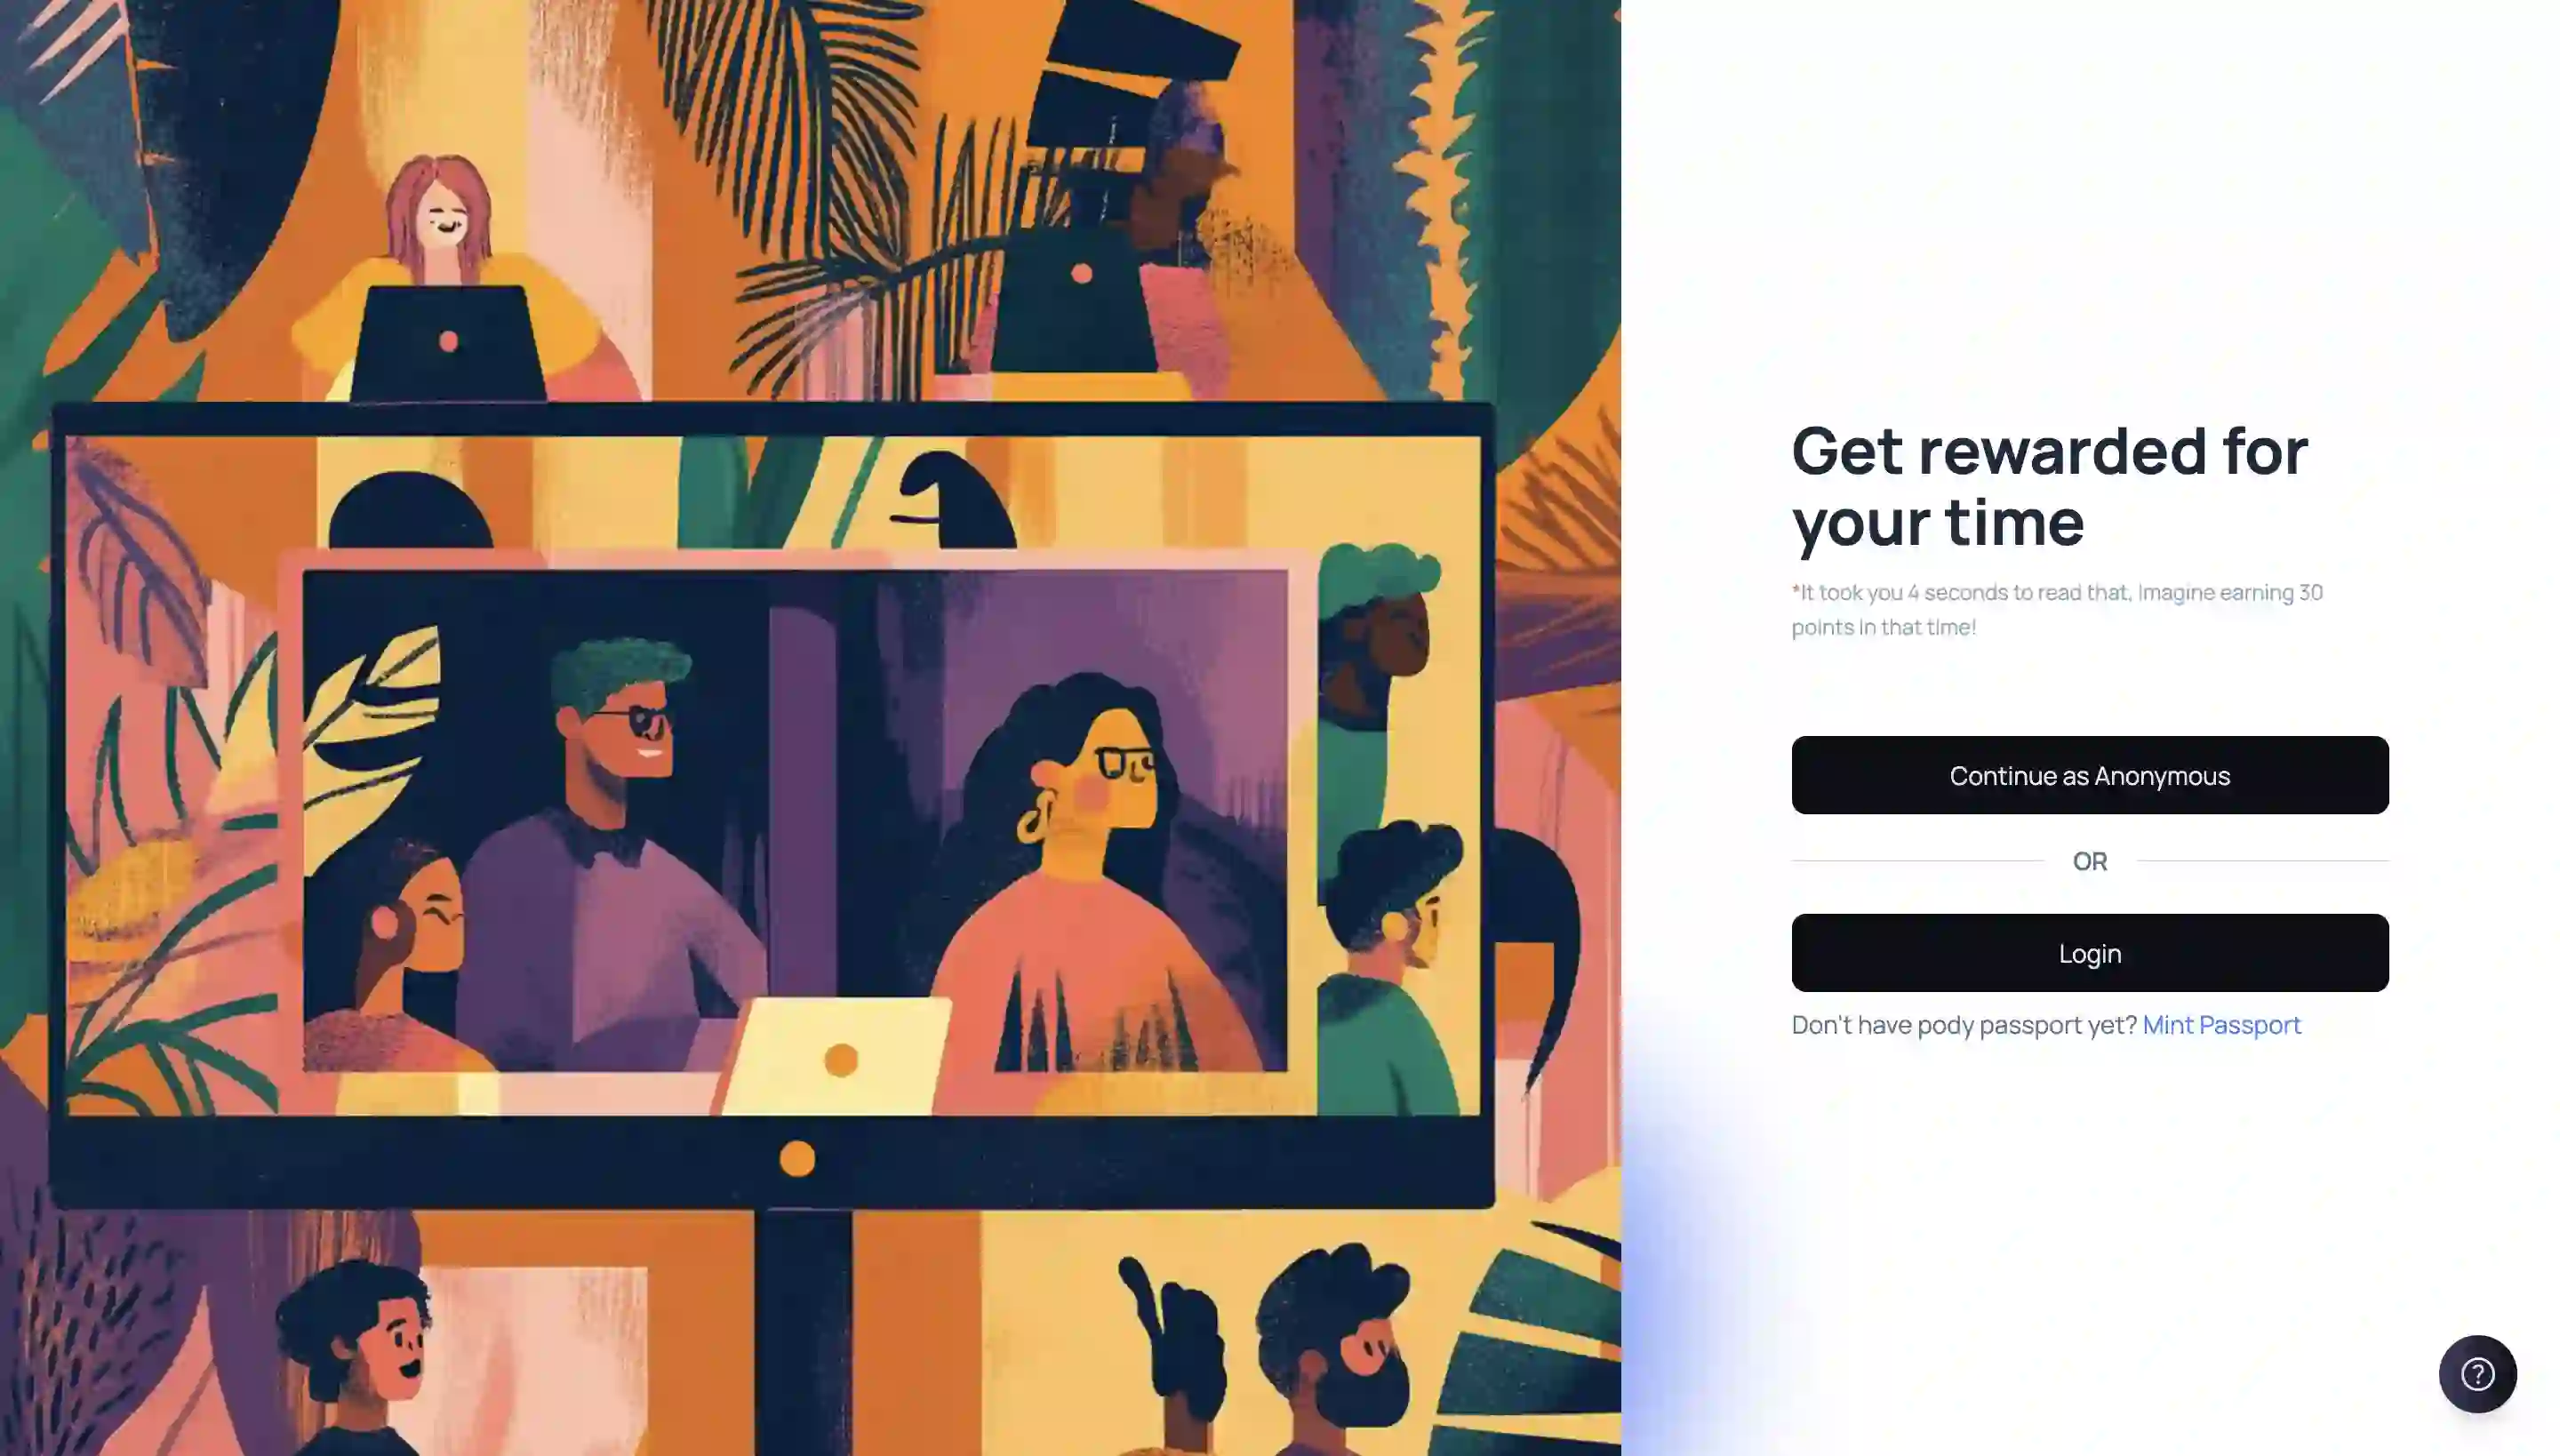 Get rewarded for
your time
*It took you 4 seconds to read that, Imagine earning 30
points in that time!
Continue as Anonymous
OR
Login
Don't have pody passport yet? Mint Passport
?